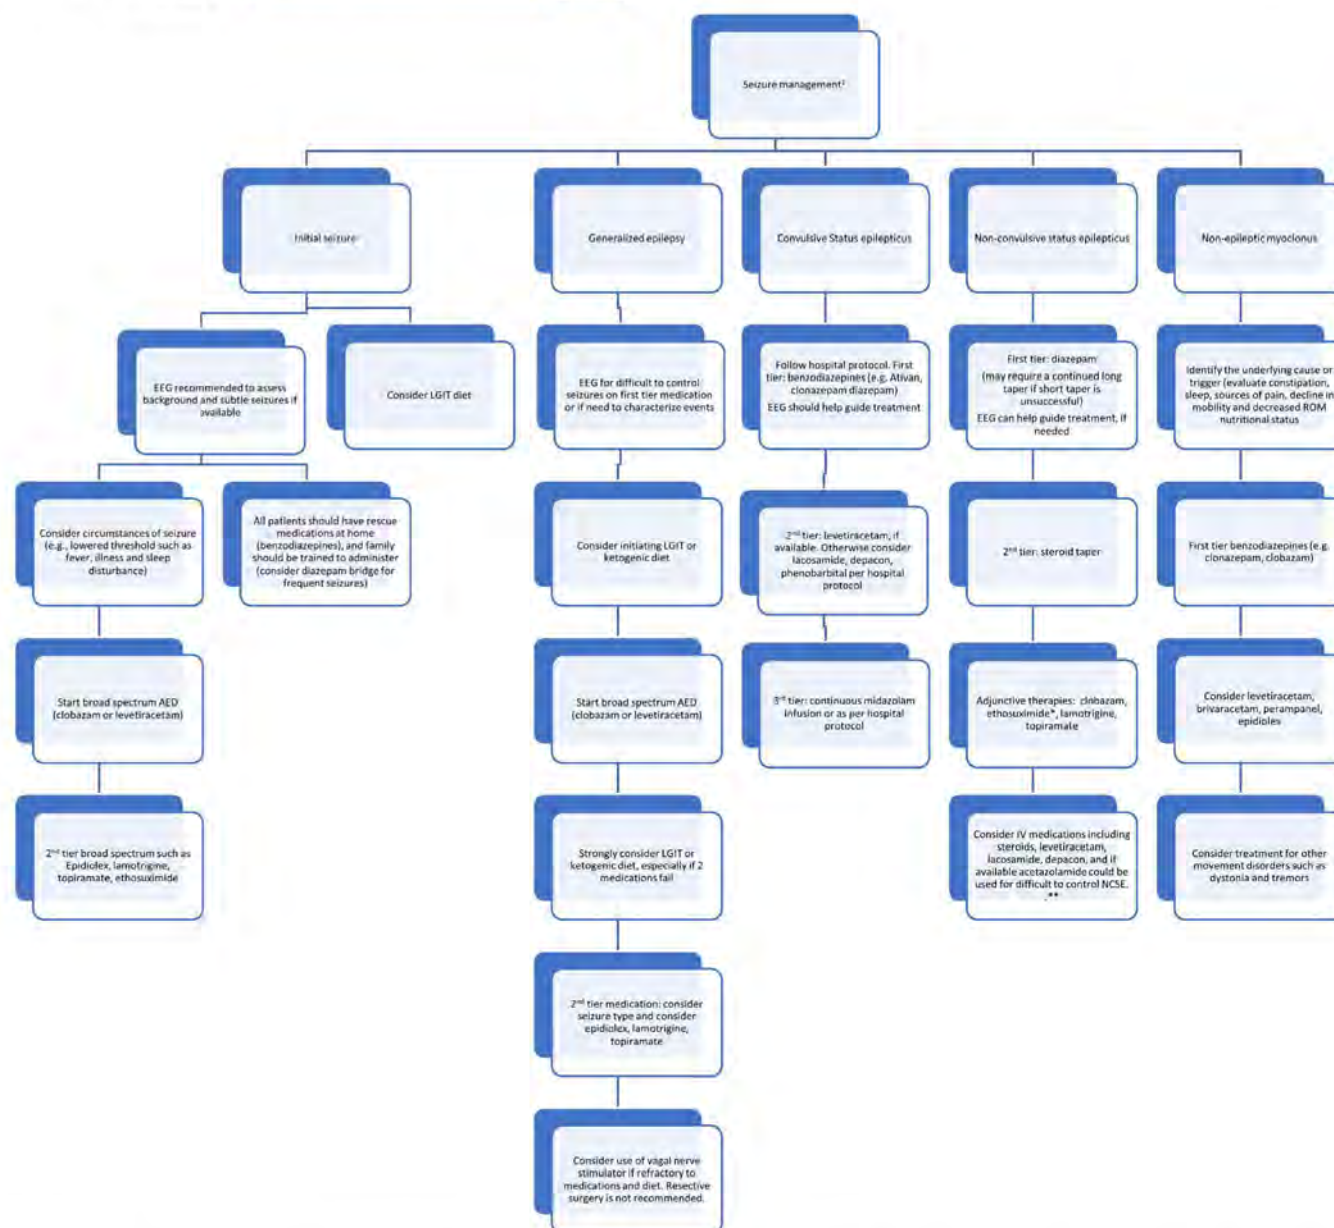 Seizure management¹
Initial seizure
Generalized epilepsy
Convulsive Status epilepticus
Non-convulsive status epilepticus
Non-epileptic myoclonus
EEG recommended to assess
background and subtle seizures if
available
Consider LGIT diet
EEG for difficult to control
seizures on first tier medication
or if need to characterize events
Follow hospital protocol. First
tier: benzodiazepines (e.g. Ativan,
clonazepam diazepam)
EEG should help guide treatment
First tier: diazepam
(may require a continued long
taper if short taper is
unsuccessful)
EEG can help guide treatment, if
needed
Identify the underlying cause or
trigger (evaluate constipation,
sleep, sources of pain, decline in
mobility and decreased ROM
nutritional status
Consider circumstances of seizure
(e.g., lowered threshold such as
fever, illness and sleep
disturbance)
All patients should have rescue
medications at home
(benzodiazepines), and family
should be trained to administer
(consider diazepam bridge for
frequent seizures)
Consider initiating LGIT or
ketogenic diet
2nd tier: levetiracetam, if
available. Otherwise consider
lacosamide, depacon,
phenobarbital per hospital
protocol
2nd tier: steroid taper
First tier benzodiazepines (e.g.
clonazepam, clobazam)
Start broad spectrum AED
(clobazam or levetiracetam)
Start broad spectrum AED
(clobazam or levetiracetam)
3rd tier: continuous midazolam
infusion or as per hospital
protocol
Adjunctive therapies: clobazam,
ethosuximide*, lamotrigine,
topiramate
Consider levetiracetam,
brivaracetam, perampanel,
epidiolex
2nd tier broad spectrum such as
Epidiolex, lamotrigine,
topiramate, ethosuximide
Strongly consider LGIT or
ketogenic diet, especially if 2
medications fail
Consider IV medications including
steroids, levetiracetam,
lacosamide, depacon, and if
available acetazolamide could be
used for difficult to control NCSE.
.**
Consider treatment for other
movement disorders such as
dystonia and tremors
2nd tier medication: consider
seizure type and consider
epidiolex, lamotrigine,
topiramate
Consider use of vagal nerve
stimulator if refractory to
medications and diet. Resective
surgery is not recommended.